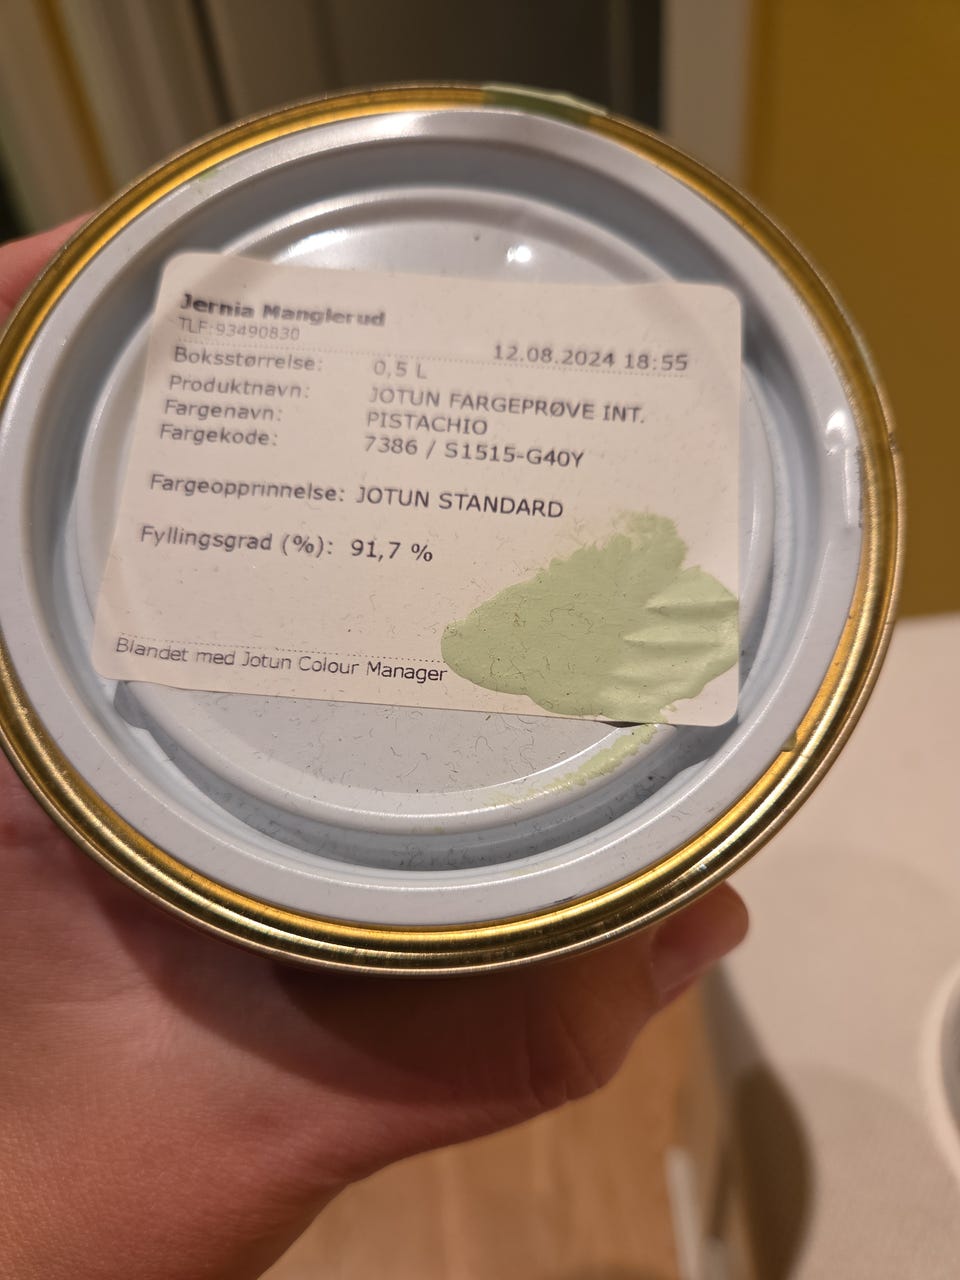 Jernia Manglerud
TLF:93490830
12.08.2024 18:55
Boksstørrelse: 0,5 L
Produktnavn: JOTUN FARGEPRØVE INT.
Fargenavn: PISTACHIO
Fargekode: 7386 / S1515-G40Y
Fargeopprinnelse: JOTUN STANDARD
Fyllingsgrad (%): 91,7 %
Blandet med Jotun Colour Manager